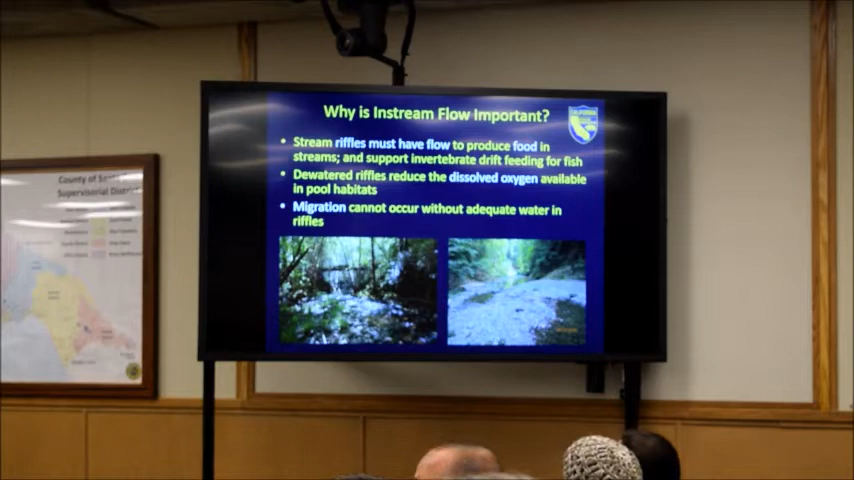 Why is Instream Flow Important?
CALIFORNIA
• Stream riffles must have flow to produce food in
streams; and support invertebrate drift feeding for fish
• Dewatered riffles reduce the dissolved oxygen available
in pool habitats
• Migration cannot occur without adequate water in
riffles
County of
Supervisorial District